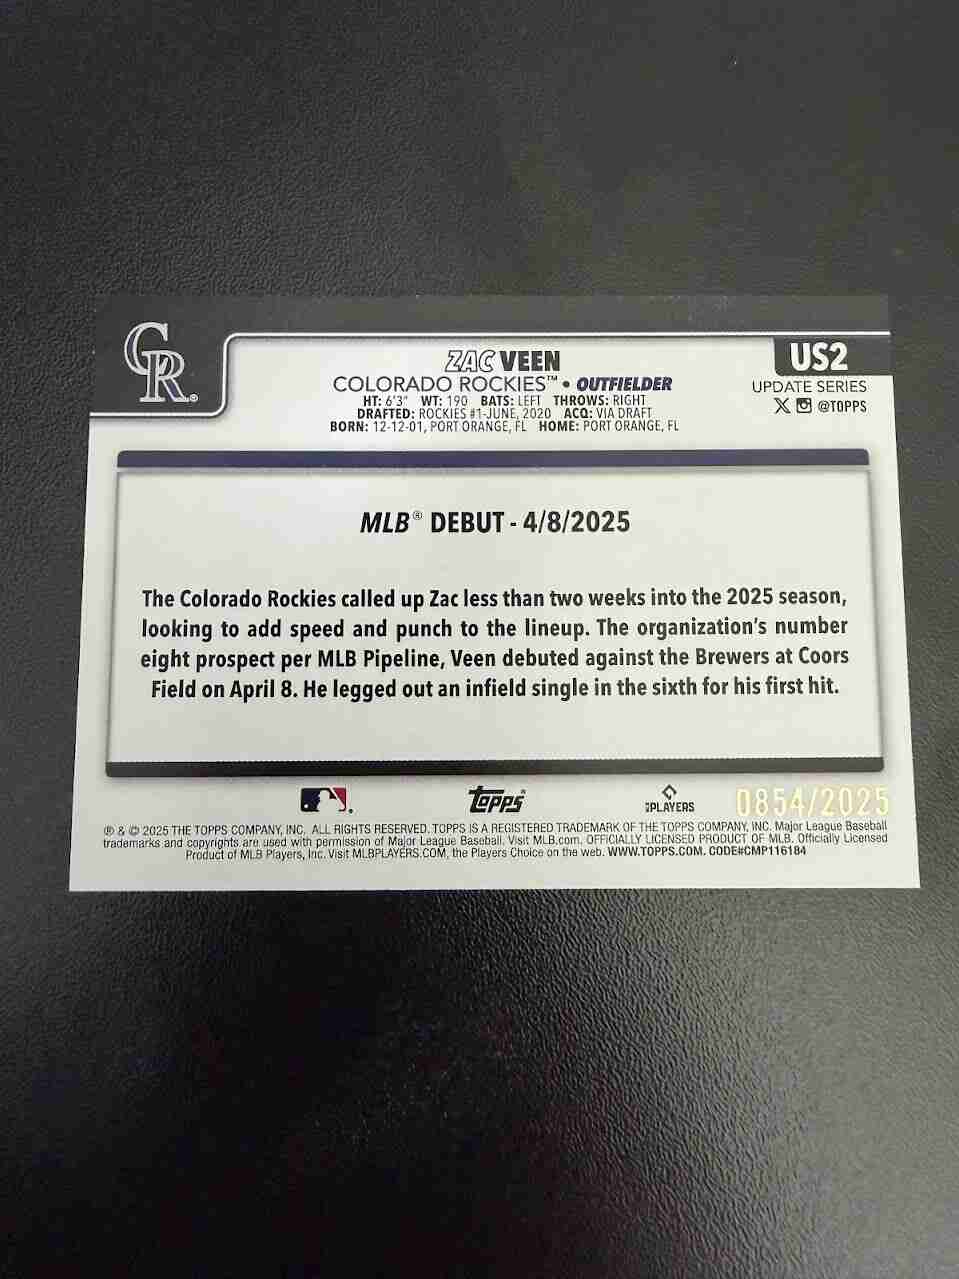 CR®
ZAC VEEN
US2
COLORADO ROCKIES™ • OUTFIELDER
UPDATE SERIES
HT: 6'3" WT: 190 BATS: LEFT THROWS: RIGHT
@TOPPS
DRAFTED: ROCKIES #1-JUNE, 2020 ACQ: VIA DRAFT
BORN: 12-12-01, PORT ORANGE, FL HOME: PORT ORANGE, FL
MLB® DEBUT - 4/8/2025
The Colorado Rockies called up Zac less than two weeks into the 2025 season,
looking to add speed and punch to the lineup. The organization's number
eight prospect per MLB Pipeline, Veen debuted against the Brewers at Coors
Field on April 8. He legged out an infield single in the sixth for his first hit.
Topps®
MLBPLAYERS
0854/2025
® & © 2025 THE TOPPS COMPANY, INC. ALL RIGHTS RESERVED. TOPPS IS A REGISTERED TRADEMARK OF THE TOPPS COMPANY, INC. Major League Baseball
trademarks and copyrights are used with permission of Major League Baseball. Visit MLB.com. OFFICIALLY LICENSED PRODUCT OF MLB. Officially Licensed
Product of MLB Players, Inc. Visit MLBPLAYERS.COM, the Players Choice on the web. WWW.TOPPS.COM. CODE#CMP116184